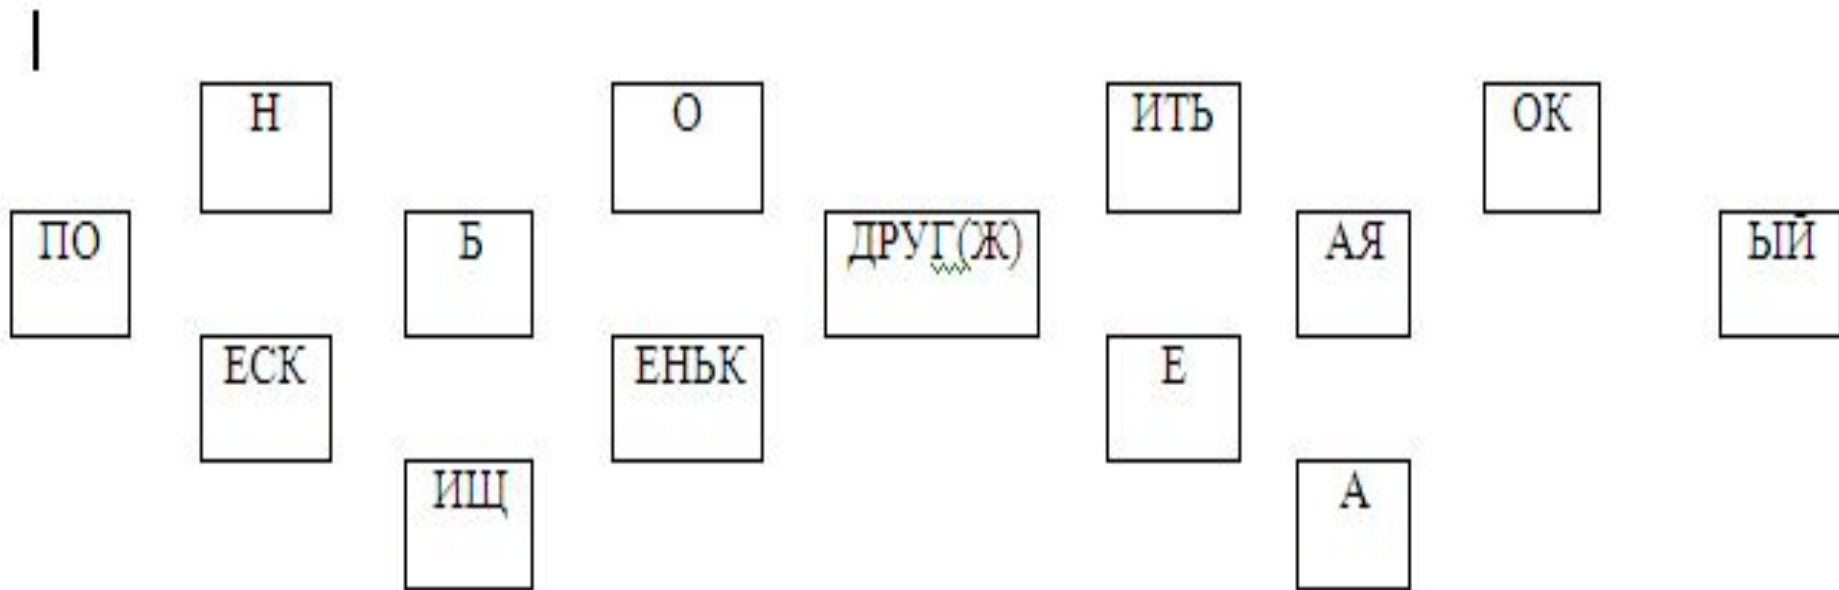 Н О ИТЬ ОК
ПО Б ДРУГ(Ж) АЯ ЫЙ
ЕСК ЕНЬК Е
ИЩ А